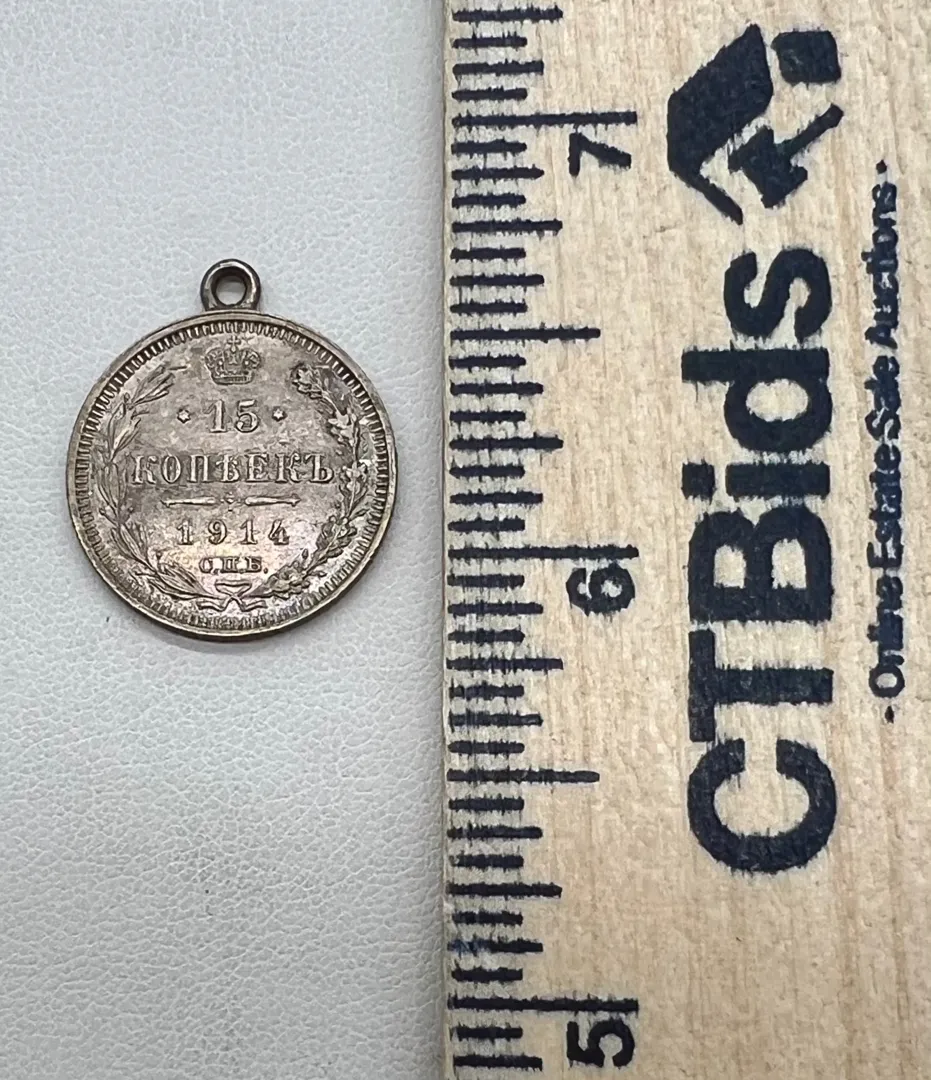 · 15 ·
КОПѢЕКЪ
1914
С.П.Б.
7
6
5
CTBids
- Online Estate Sale Auctions -